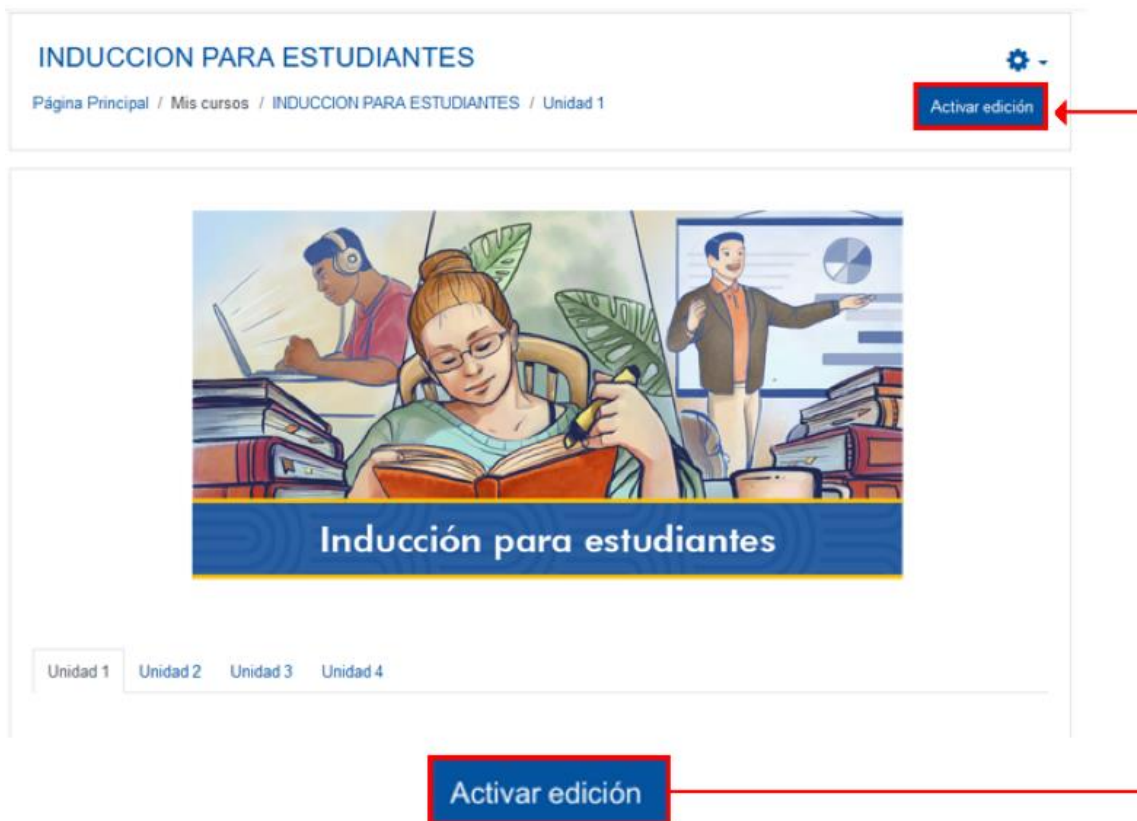 INDUCCION PARA ESTUDIANTES
Página Principal / Mis cursos / INDUCCION PARA ESTUDIANTES / Unidad 1
Activar edición
Inducción para estudiantes
Unidad 1 Unidad 2 Unidad 3 Unidad 4
Activar edición